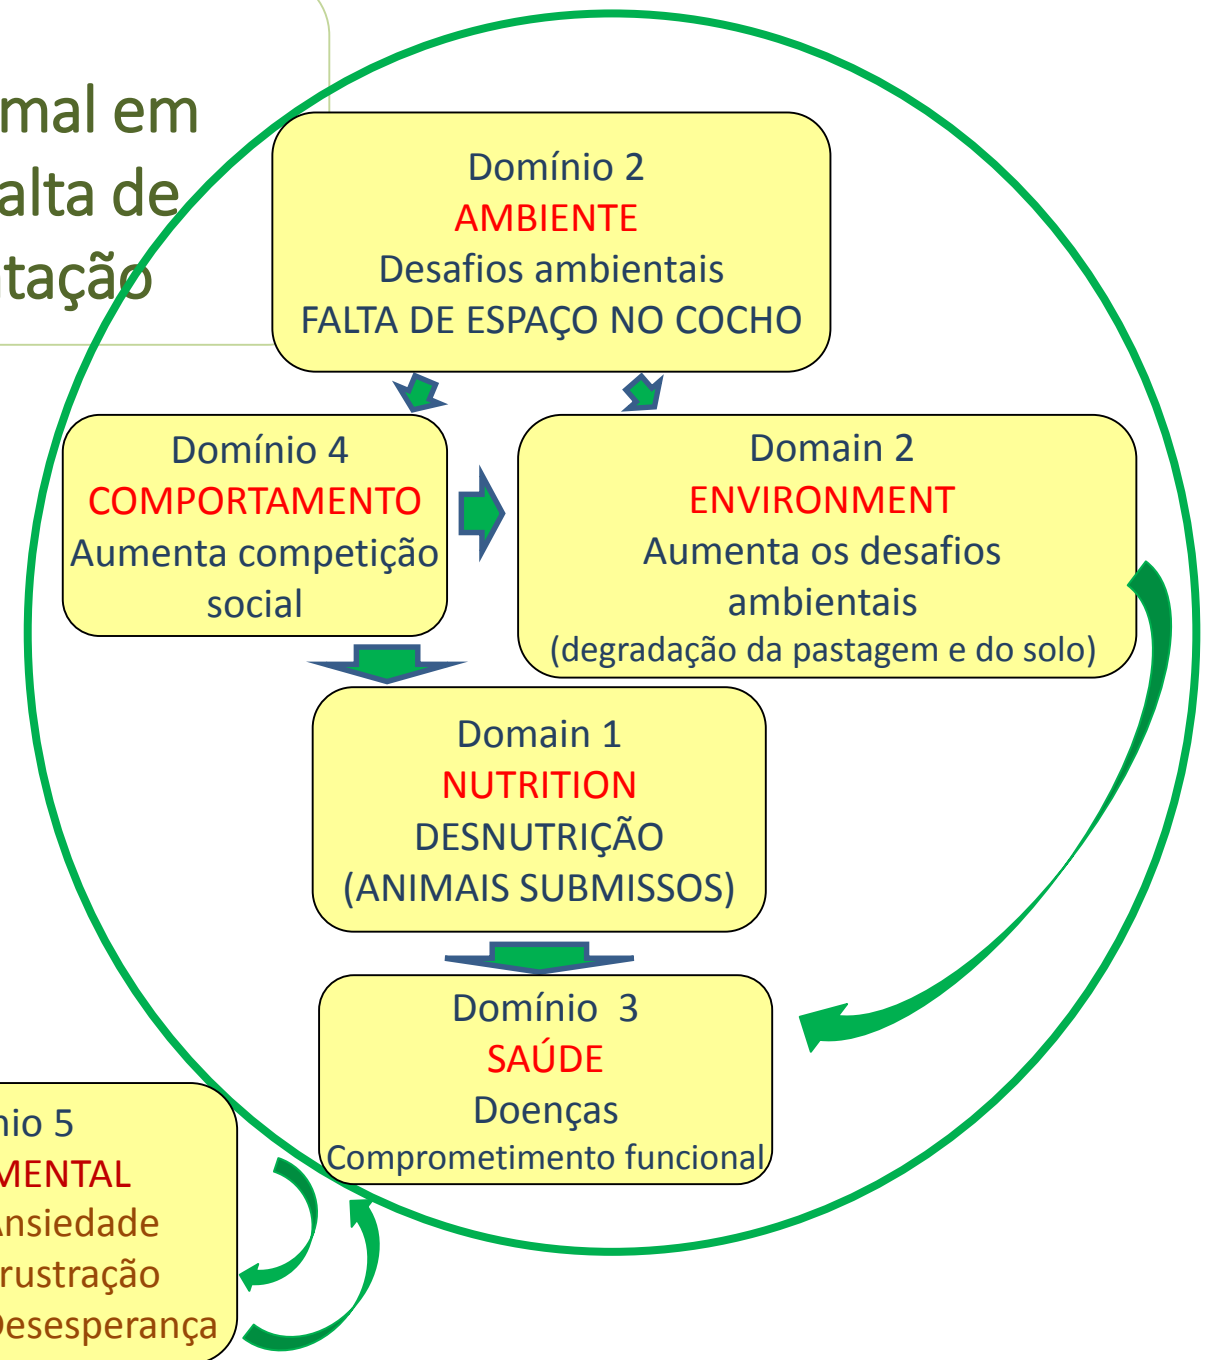 mal em
alta de
tação
Domínio 2
AMBIENTE
Desafios ambientais
FALTA DE ESPAÇO NO COCHO
Domínio 4
COMPORTAMENTO
Aumenta competição
social
Domain 2
ENVIRONMENT
Aumenta os desafios
ambientais
(degradação da pastagem e do solo)
Domain 1
NUTRITION
DESNUTRIÇÃO
(ANIMAIS SUBMISSOS)
Domínio 3
SAÚDE
Doenças
Comprometimento funcional
nio 5
MENTAL
Ansiedade
rustração
Desesperança